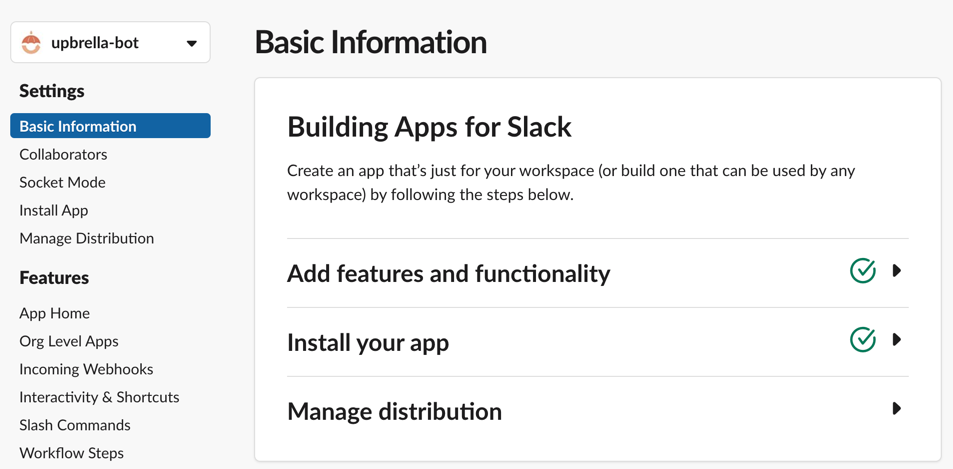 upbrella-bot
Settings
Basic Information
Collaborators
Socket Mode
Install App
Manage Distribution
Features
App Home
Org Level Apps
Incoming Webhooks
Interactivity & Shortcuts
Slash Commands
Workflow Steps
Basic Information
Building Apps for Slack
Create an app that’s just for your workspace (or build one that can be used by any
workspace) by following the steps below.
Add features and functionality
Install your app
Manage distribution